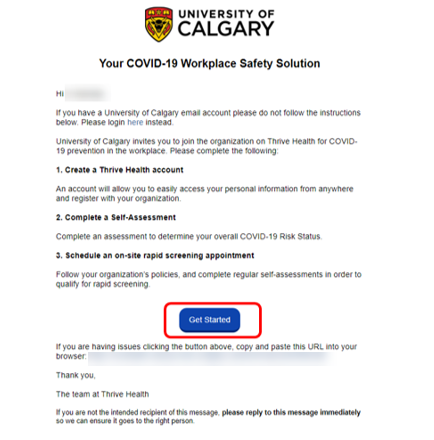 UNIVERSITY OF
CALGARY
Your COVID-19 Workplace Safety Solution
Hi
If you have a University of Calgary email account please do not follow the instructions
below. Please login here instead.
University of Calgary invites you to join the organization on Thrive Health for COVID-
19 prevention in the workplace. Please complete the following:
1. Create a Thrive Health account
An account will allow you to easily access your personal information from anywhere
and register with your organization.
2. Complete a Self-Assessment
Complete an assessment to determine your overall COVID-19 Risk Status.
3. Schedule an on-site rapid screening appointment
Follow your organization's policies, and complete regular self-assessments in order to
qualify for rapid screening.
Get Started
If you are having issues clicking the button above, copy and paste this URL into your
browser:
Thank you,
The team at Thrive Health
If you are not the intended recipient of this message, please reply to this message immediately
so we can ensure it goes to the right person.